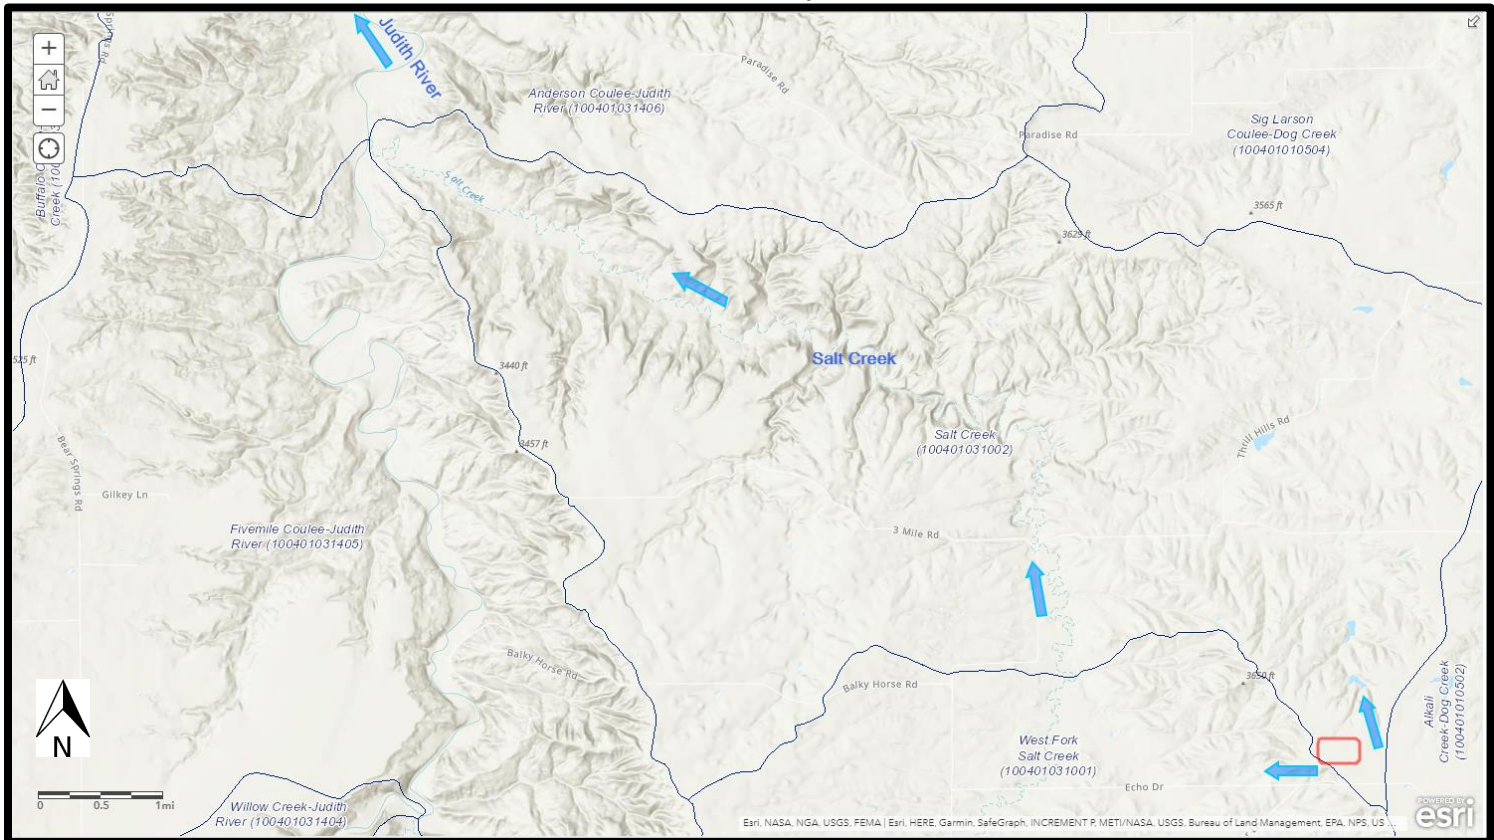 Springs Rd
Judith River
Paradise Rd
Anderson Coulee-Judith
River (100401031406)
Sig Larson
Coulee-Dog Creek
(100401010504)
Paradise Rd
Buffalo
Creek
Salt Creek
3565 ft
3629 ft
525 ft
3440 ft
Salt Creek
3457 ft
Salt Creek
(100401031002)
Thrill Hills Rd
Bear Springs Rd
Gilkey Ln
Fivemile Coulee-Judith
River (100401031405)
3 Mile Rd
Balky Horse Rd
Balky Horse Rd
3650 ft
Alkali
Creek-Dog Creek
(100401010502)
N
West Fork
Salt Creek
(100401031001)
Echo Dr
0 0.5 1mi
Willow Creek-Judith
River (100401031404)
Esri, NASA, NGA, USGS, FEMA | Esri, HERE, Garmin, SafeGraph, INCREMENT P, METI/NASA, USGS, Bureau of Land Management, EPA, NPS, US ...
POWERED BY
esri